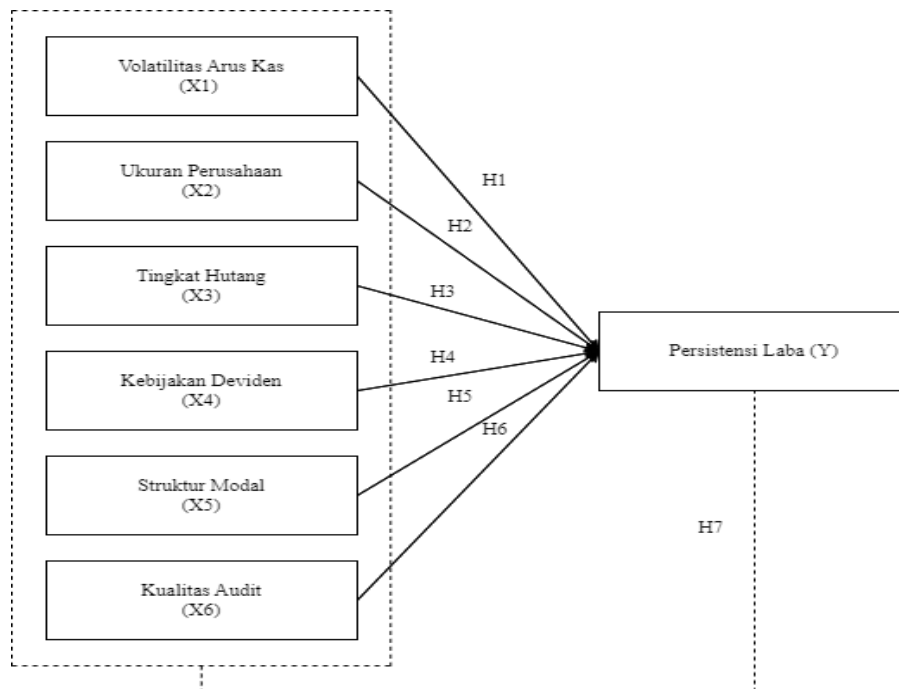 Volatilitas Arus Kas
(X1)
Ukuran Perusahaan
(X2)
Tingkat Hutang
(X3)
Kebijakan Deviden
(X4)
Struktur Modal
(X5)
Kualitas Audit
(X6)
H1
H2
H3
H4
H5
H6
Persistensi Laba (Y)
H7